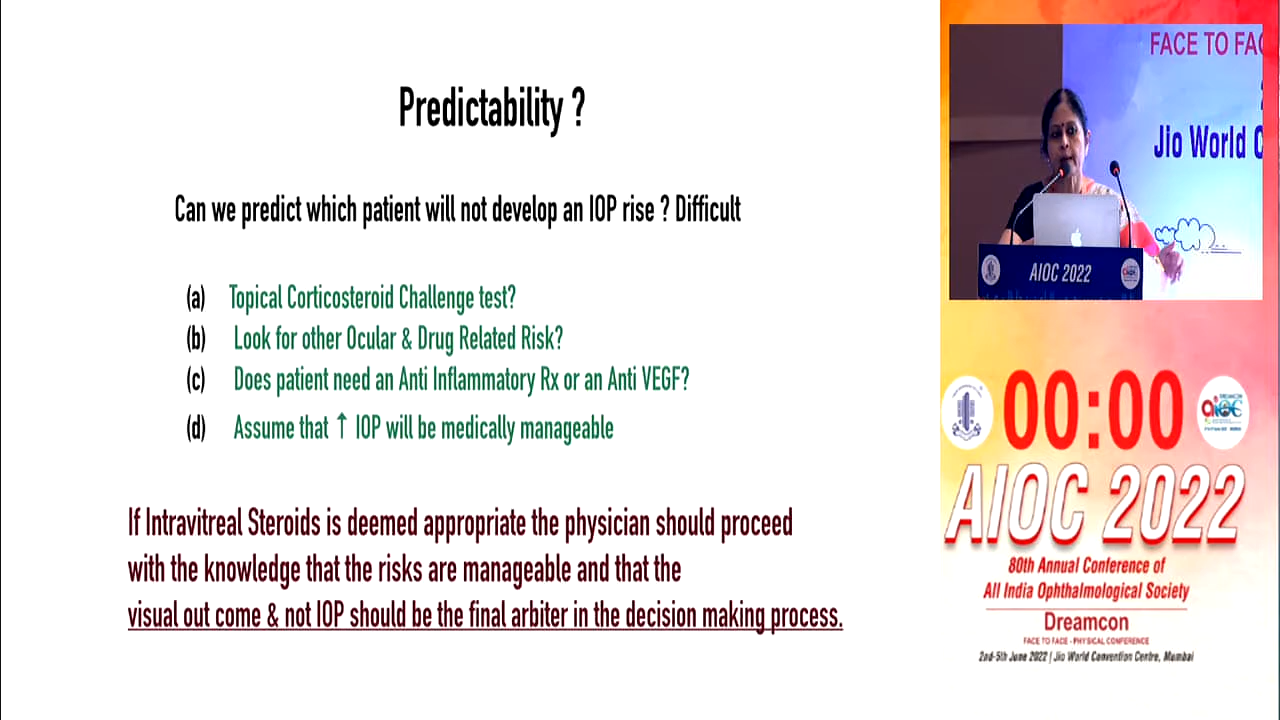 Predictability ?
Can we predict which patient will not develop an IOP rise ? Difficult
(a) Topical Corticosteroid Challenge test?
(b) Look for other Ocular & Drug Related Risk?
(c) Does patient need an Anti Inflammatory Rx or an Anti VEGF?
(d) Assume that ↑ IOP will be medically manageable
If Intravitreal Steroids is deemed appropriate the physician should proceed
with the knowledge that the risks are manageable and that the
visual out come & not IOP should be the final arbiter in the decision making process.
FACE TO FAC
Jio World C
AIOC 2022
00:00
AIOC 2022
80th Annual Conference of
All India Ophthalmological Society
Dreamcon
FACE TO FACE - PHYSICAL CONFERENCE
2nd-5th June 2022 | Jio World Convention Centre, Mumbai